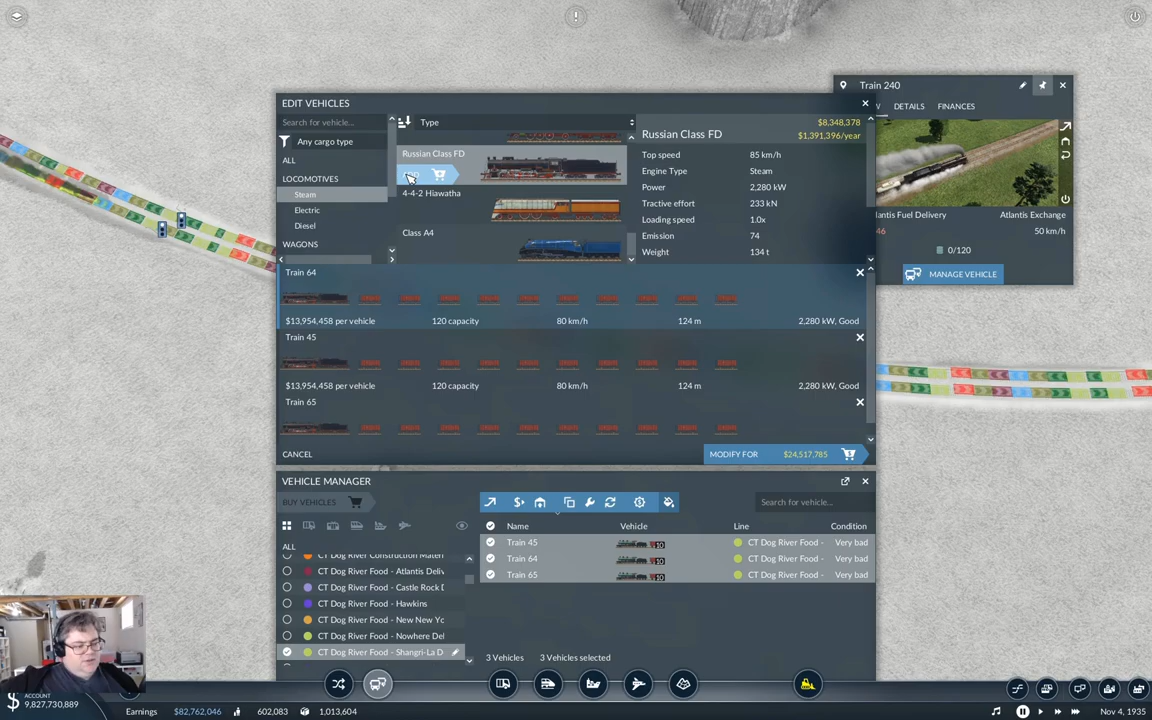 EDIT VEHICLES
Search for vehicle...
Type
Any cargo type
ALL
LOCOMOTIVES
Steam
Electric
Diesel
WAGONS
Russian Class FD
4-4-2 Hiawatha
Class A4
$8,348,378
Russian Class FD
$1,391,396/year
Top speed 85 km/h
Engine Type Steam
Power 2,280 kW
Tractive effort 233 kN
Loading speed 1.0x
Emission 74
Weight 134 t
Train 64
$13,954,458 per vehicle 120 capacity 80 km/h 124 m 2,280 kW, Good
Train 45
$13,954,458 per vehicle 120 capacity 80 km/h 124 m 2,280 kW, Good
Train 65
CANCEL
MODIFY FOR $24,517,785
Train 240
DETAILS FINANCES
lantis Fuel Delivery Atlantis Exchange
46 50 km/h
0/120
MANAGE VEHICLE
VEHICLE MANAGER
BUY VEHICLES
Search for vehicle...
ALL
CT Dog River Construction Materi
CT Dog River Food - Atlantis Deliv
CT Dog River Food - Castle Rock D
CT Dog River Food - Hawkins
CT Dog River Food - New New Yo
CT Dog River Food - Nowhere Del
CT Dog River Food - Shangri-La D
Name Vehicle Line Condition
Train 45 10 CT Dog River Food - Very bad
Train 64 10 CT Dog River Food - Very bad
Train 65 10 CT Dog River Food - Very bad
3 Vehicles 3 Vehicles selected
ACCOUNT
$ 9,827,730,889
Earnings $82,762,046 602,083 1,013,604
Nov 4, 1935